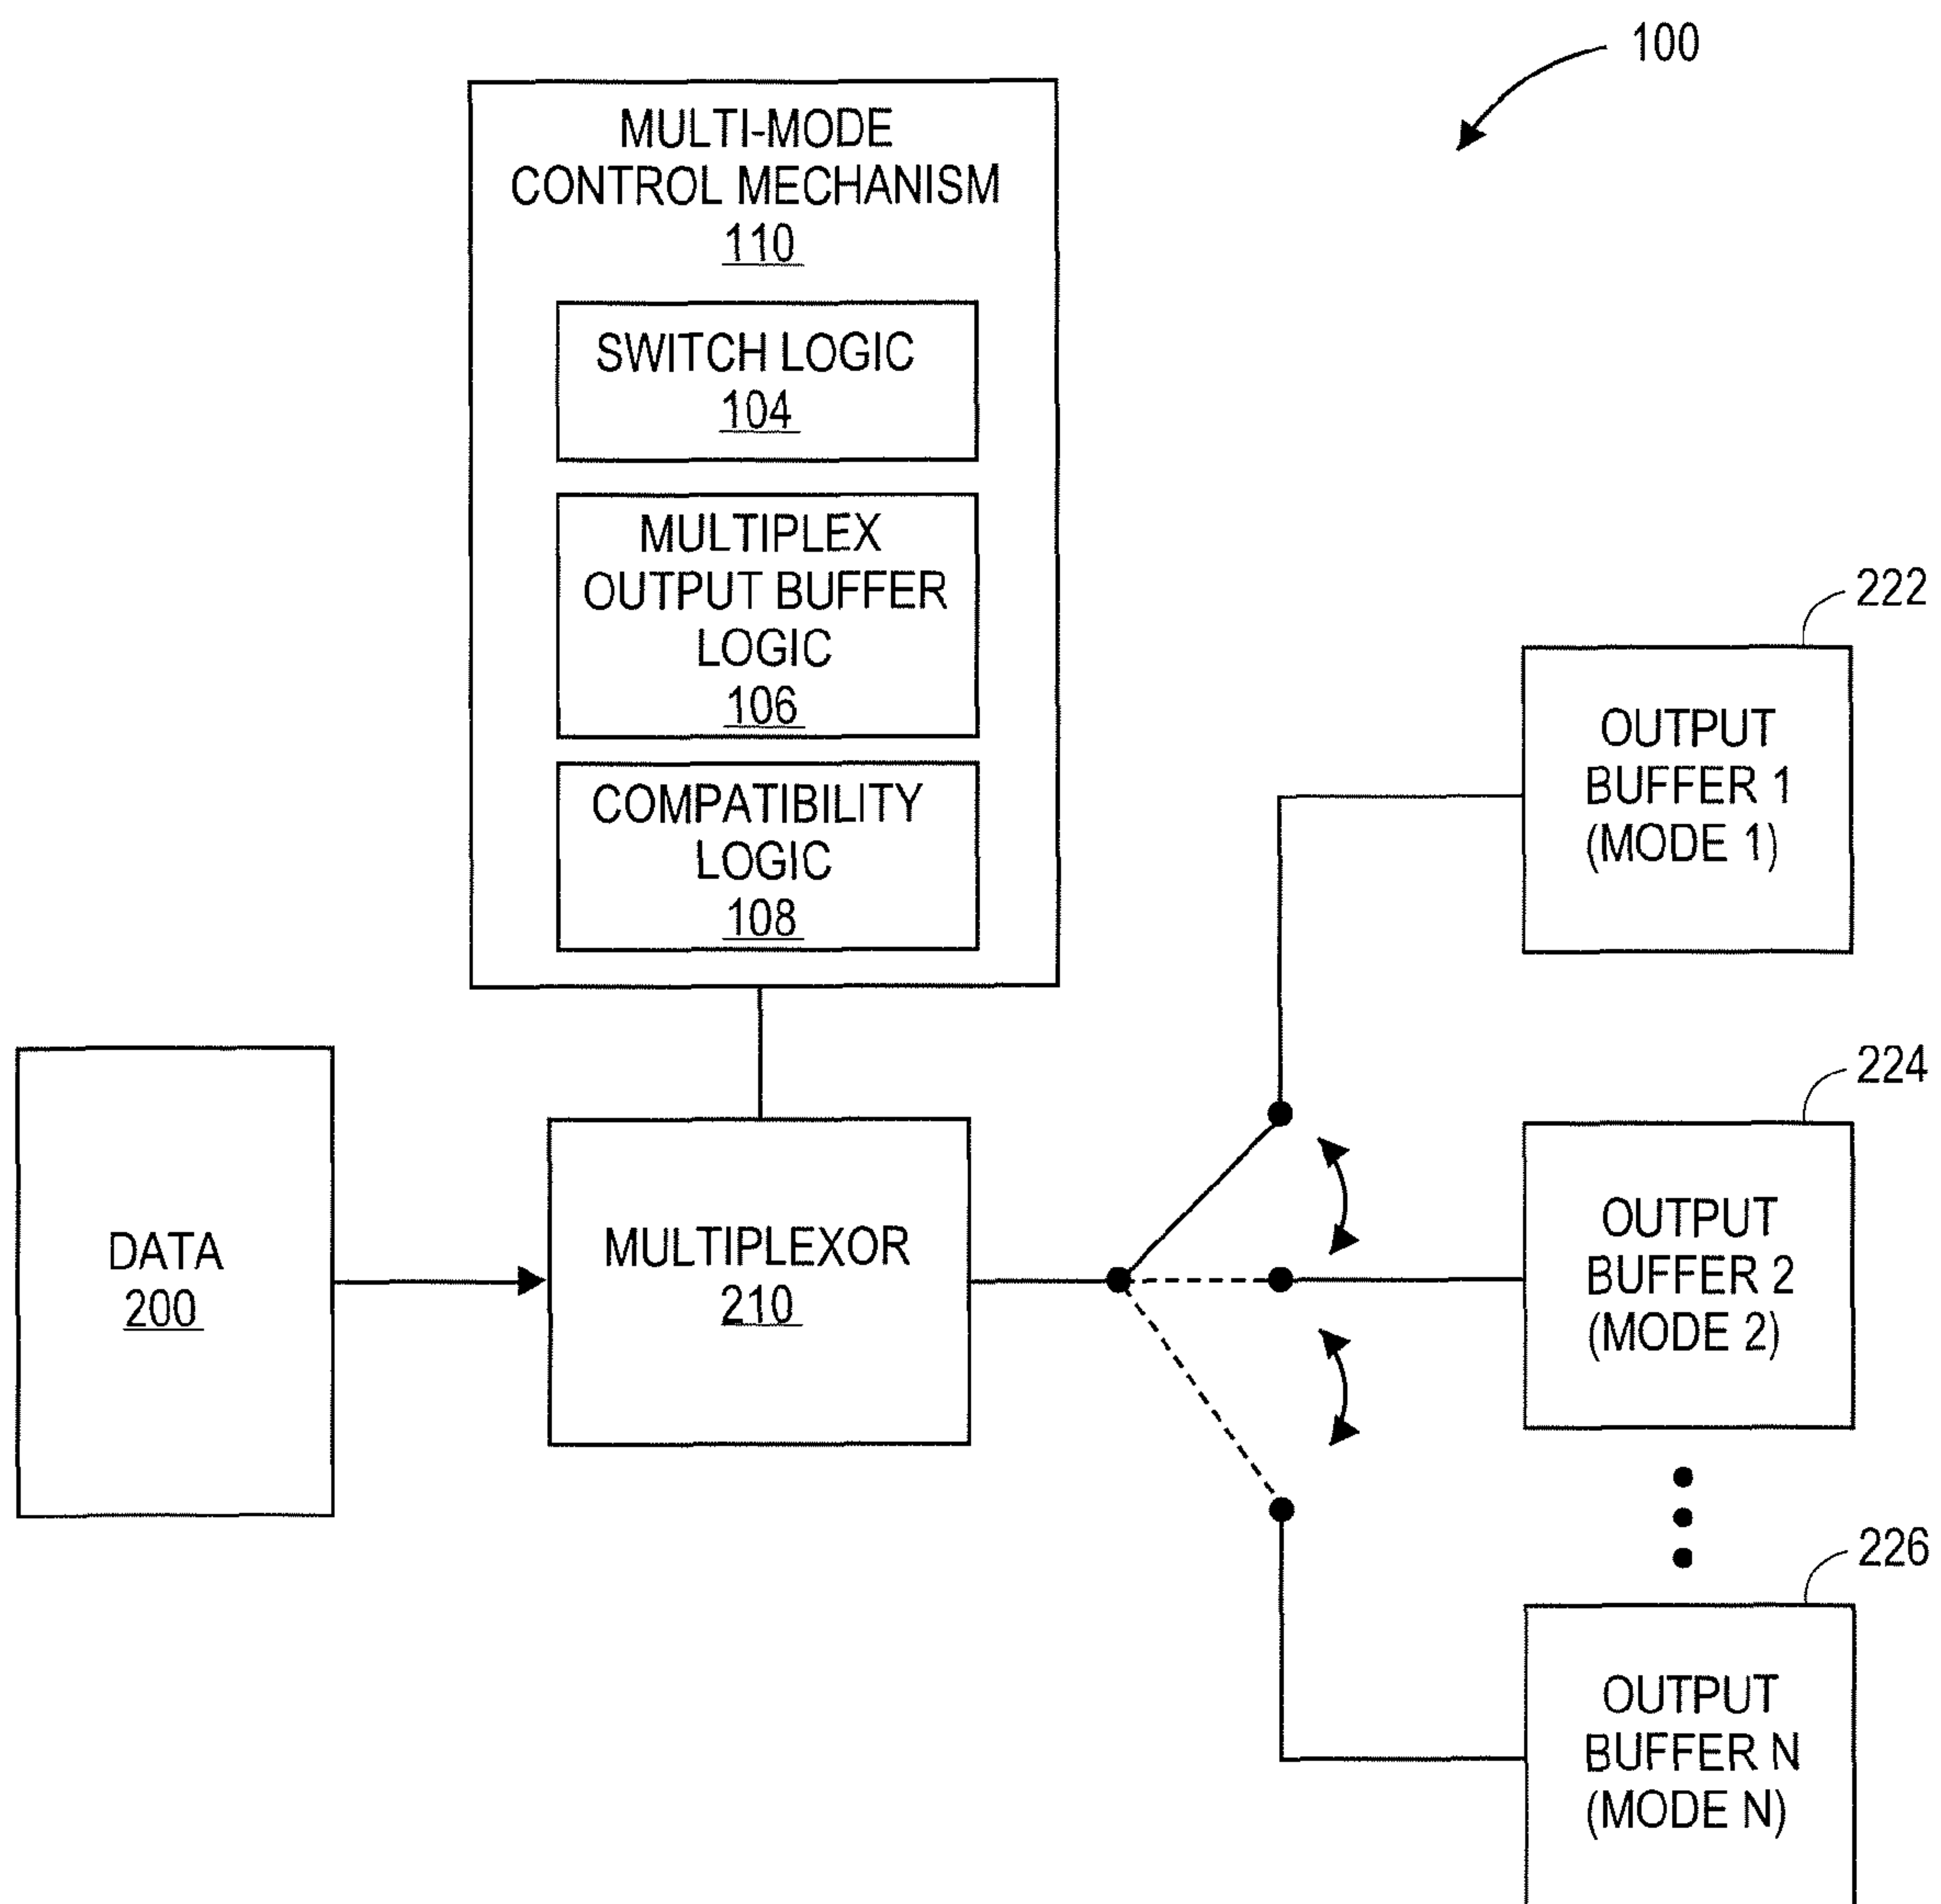 100
MULTI-MODE
CONTROL MECHANISM
110
SWITCH LOGIC
104
MULTIPLEX
OUTPUT BUFFER
LOGIC
106
COMPATIBILITY
LOGIC
108
222
OUTPUT
BUFFER 1
(MODE 1)
DATA
200
MULTIPLEXOR
210
224
OUTPUT
BUFFER 2
(MODE 2)
226
OUTPUT
BUFFER N
(MODE N)